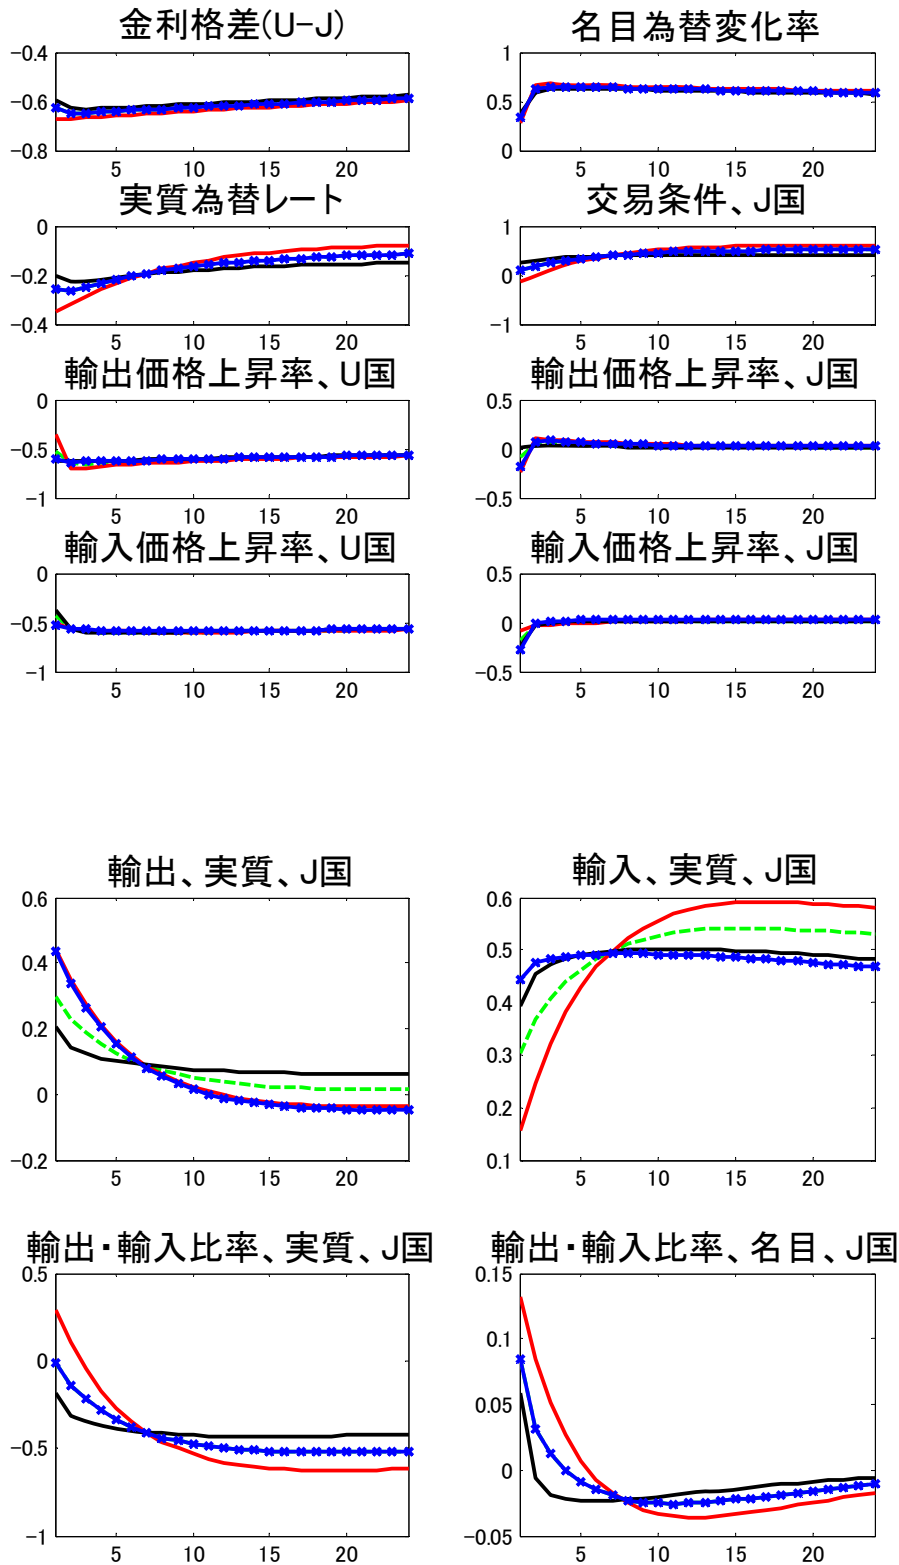 金利格差(U-J)
名目為替変化率
-0.4
-0.6
-0.8
5 10 15 20
1
0.5
0
5 10 15 20
実質為替レート
交易条件、J国
0
-0.2
-0.4
5 10 15 20
1
0
-1
5 10 15 20
輸出価格上昇率、U国
輸出価格上昇率、J国
0
-0.5
-1
5 10 15 20
0.5
0
-0.5
5 10 15 20
輸入価格上昇率、U国
輸入価格上昇率、J国
0
-0.5
-1
5 10 15 20
0.5
0
-0.5
5 10 15 20
輸出、実質、J国
輸入、実質、J国
0.6
0.4
0.2
0
-0.2
5 10 15 20
0.6
0.5
0.4
0.3
0.2
0.1
5 10 15 20
輸出・輸入比率、実質、J国
輸出・輸入比率、名目、J国
0.5
0
-0.5
-1
5 10 15 20
0.15
0.1
0.05
0
-0.05
5 10 15 20